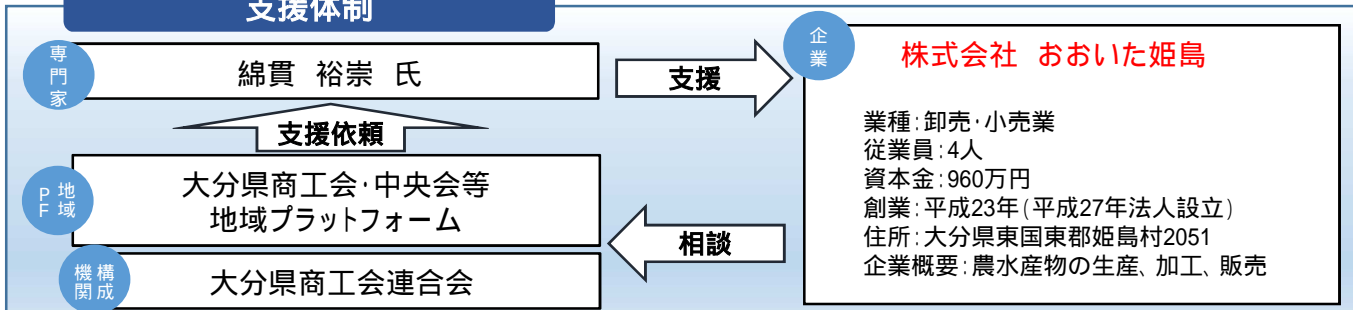 支援体制
専門家
綿貫 裕崇 氏
支援
支援依頼
地域PF
大分県商工会・中央会等
地域プラットフォーム
相談
構成機関
大分県商工会連合会
企業
株式会社 おおいた姫島
業種:卸売・小売業
従業員:4人
資本金:960万円
創業:平成23年(平成27年法人設立)
住所:大分県東国東郡姫島村2051
企業概要:農水産物の生産、加工、販売